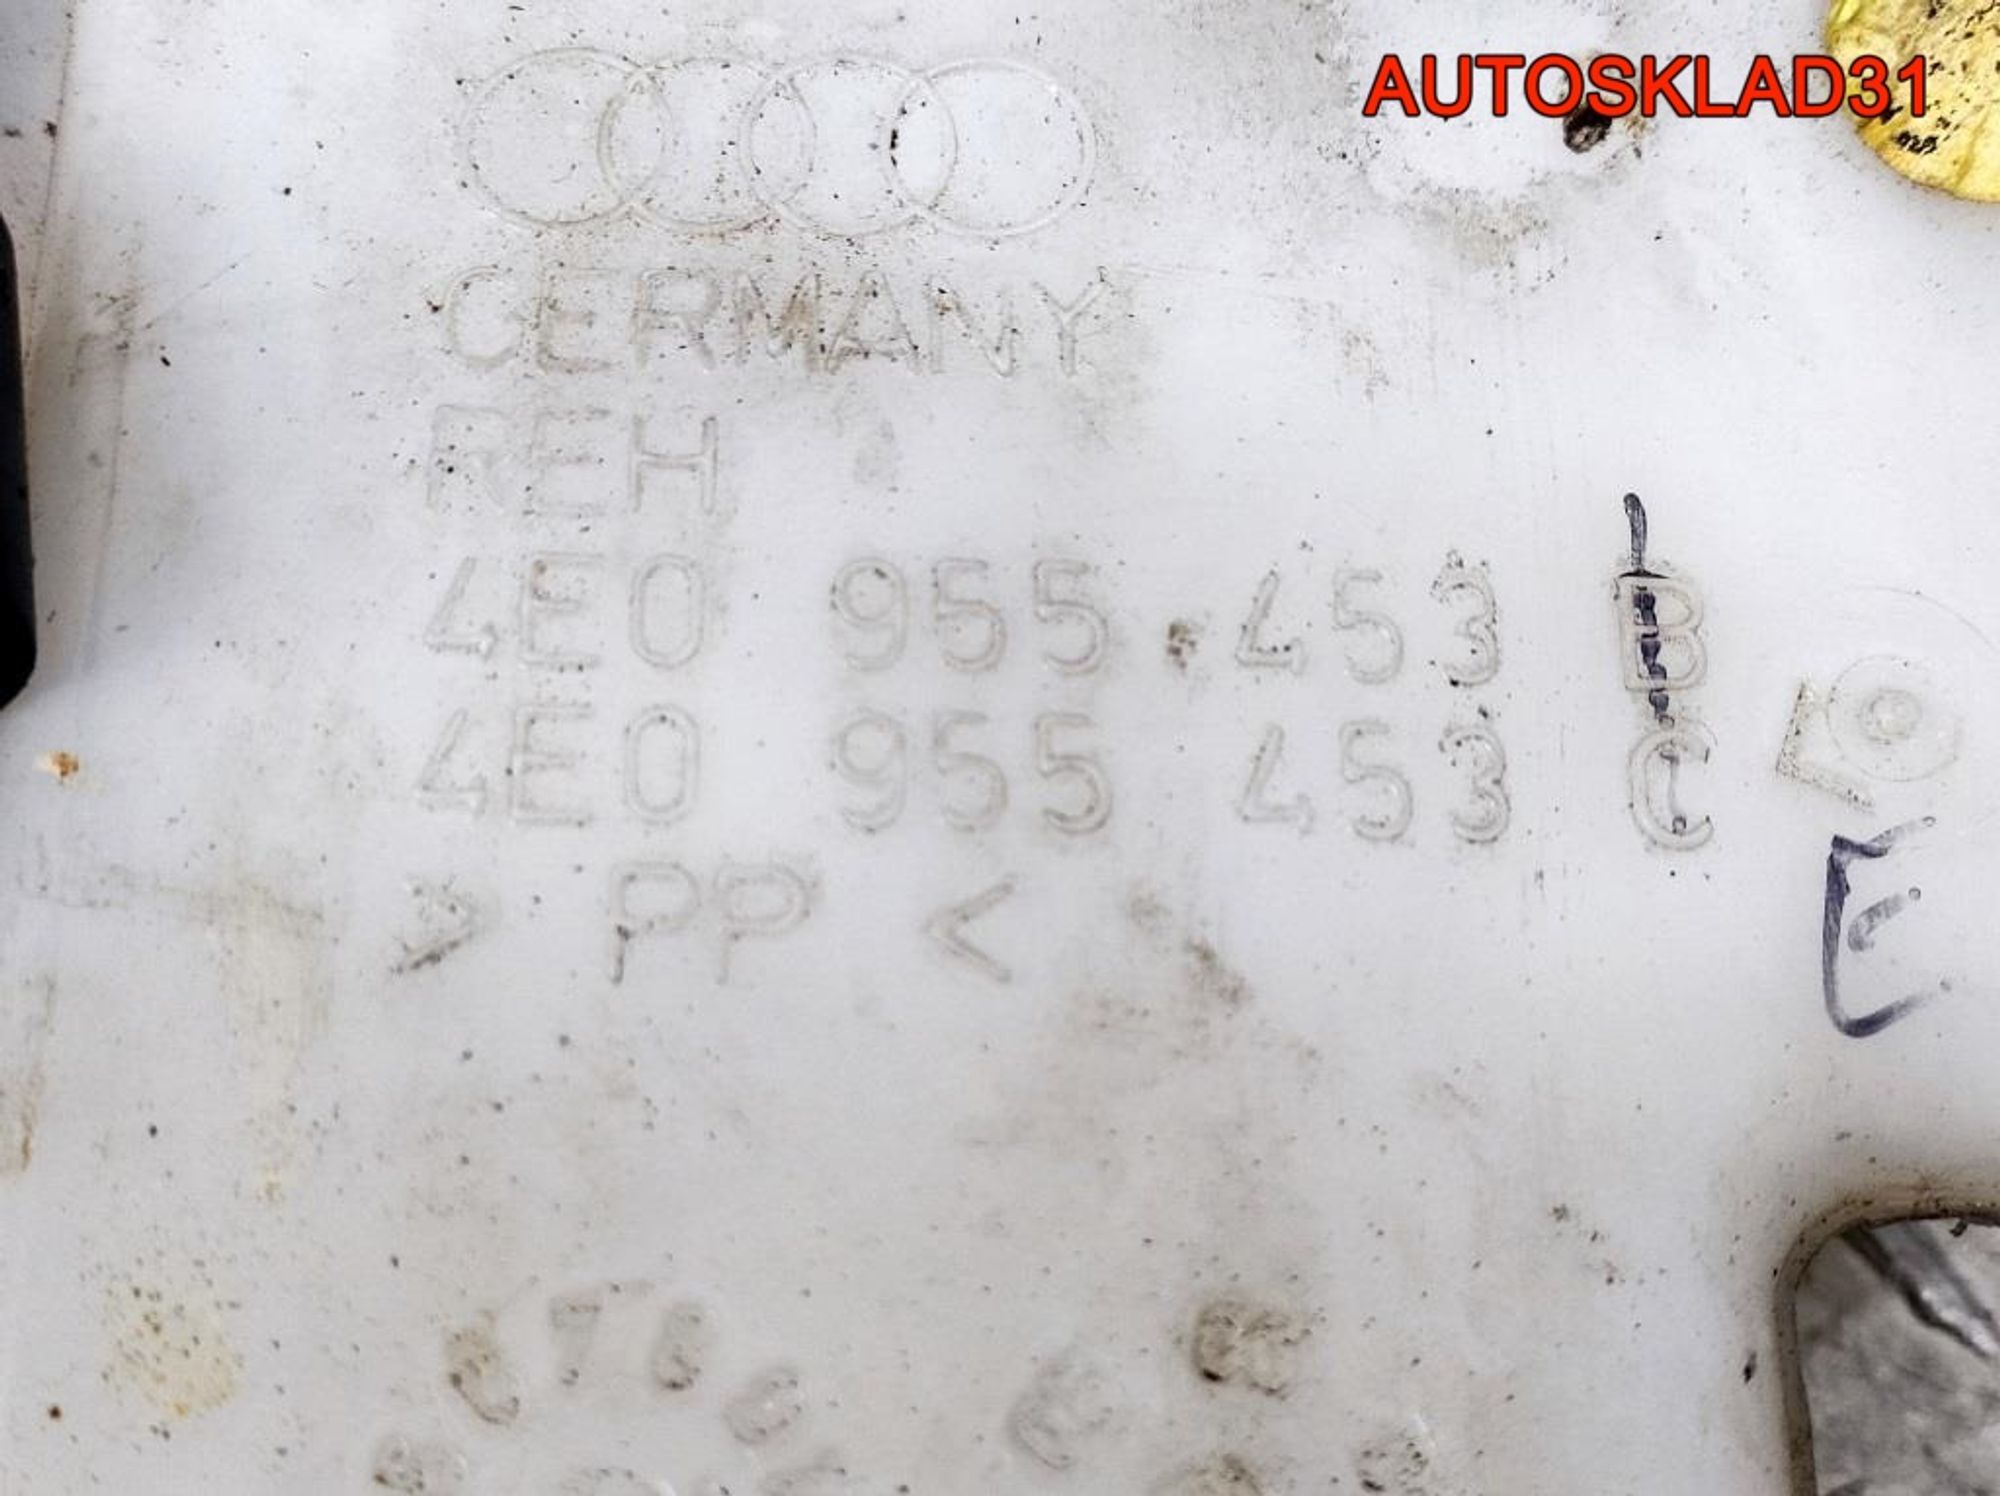 AUTOSKLAD31
GERMANY
REH
4E0 955 453 B
4E0 955 453 C
E
> PP <